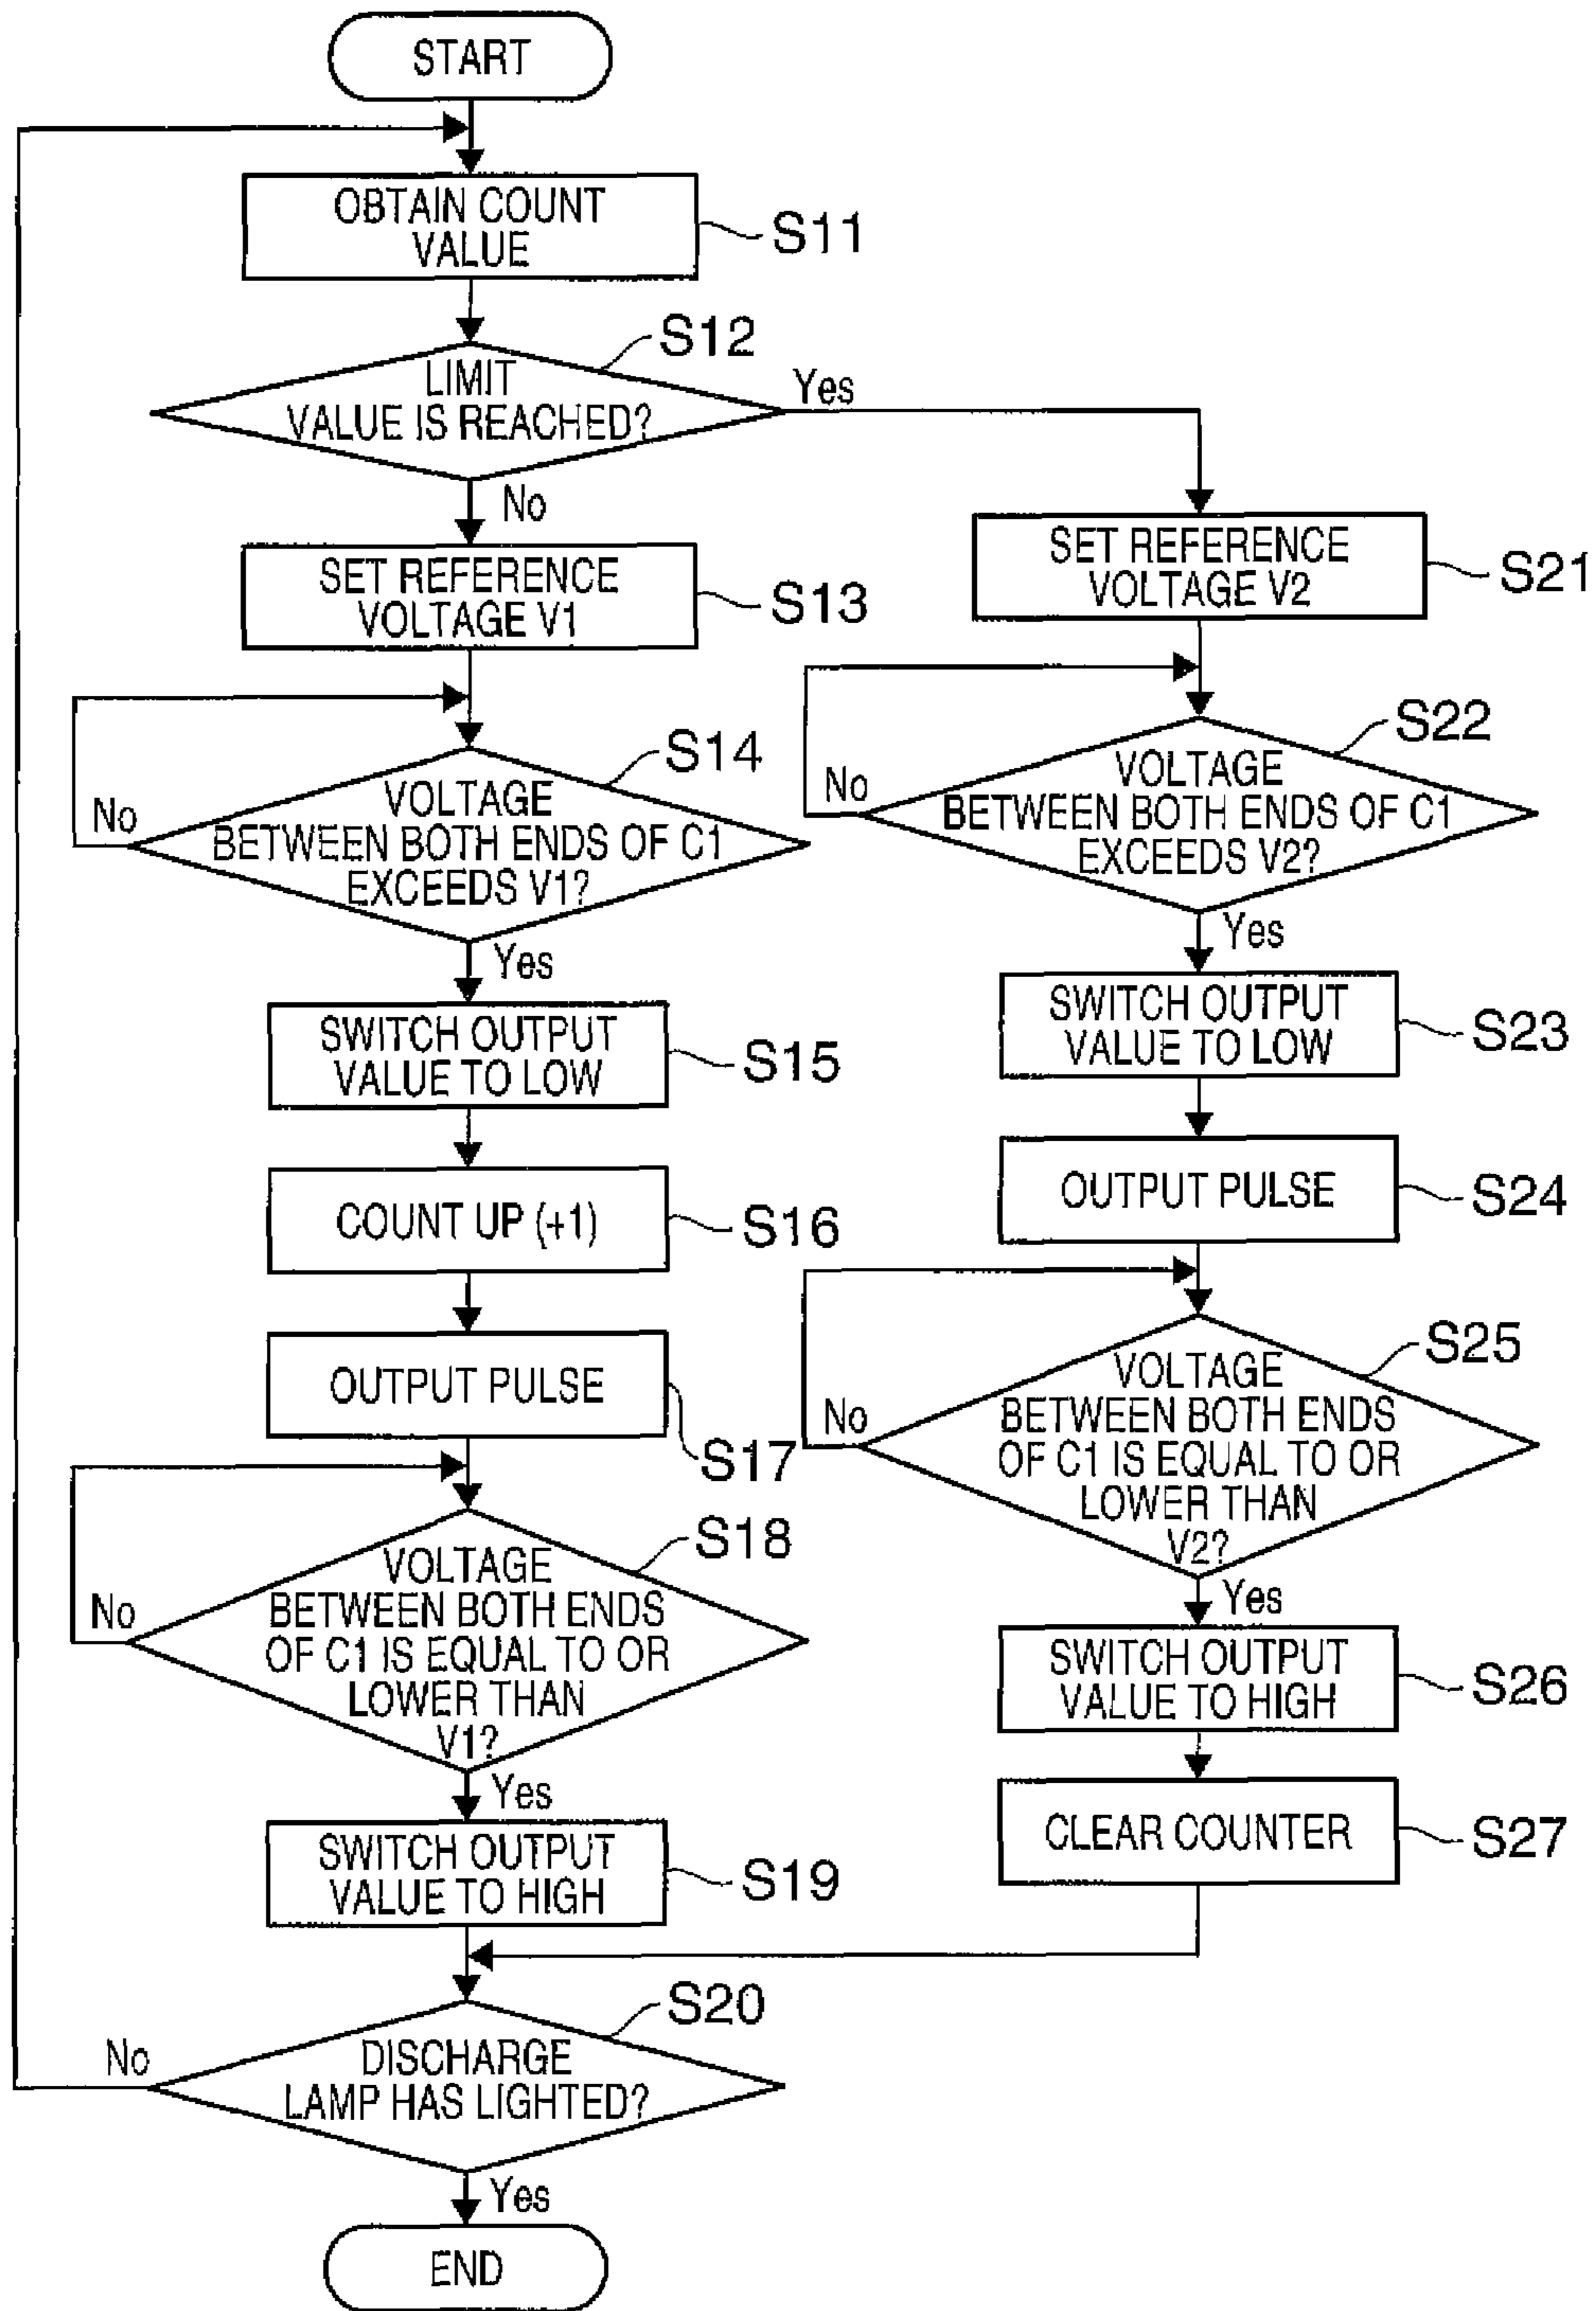 START
OBTAIN COUNT
VALUE
S11
S12
LIMIT
VALUE IS REACHED?
Yes
No
SET REFERENCE
VOLTAGE V1
S13
S14
VOLTAGE
BETWEEN BOTH ENDS OF C1
EXCEEDS V1?
No
Yes
SWITCH OUTPUT
VALUE TO LOW
S15
COUNT UP (+1)
S16
OUTPUT PULSE
S17
S18
VOLTAGE
BETWEEN BOTH ENDS
OF C1 IS EQUAL TO OR
LOWER THAN
V1?
No
Yes
SWITCH OUTPUT
VALUE TO HIGH
S19
S20
DISCHARGE
LAMP HAS LIGHTED?
No
Yes
END
SET REFERENCE
VOLTAGE V2
S21
S22
VOLTAGE
BETWEEN BOTH ENDS OF C1
EXCEEDS V2?
No
Yes
SWITCH OUTPUT
VALUE TO LOW
S23
OUTPUT PULSE
S24
S25
VOLTAGE
BETWEEN BOTH ENDS
OF C1 IS EQUAL TO OR
LOWER THAN
V2?
No
Yes
SWITCH OUTPUT
VALUE TO HIGH
S26
CLEAR COUNTER
S27